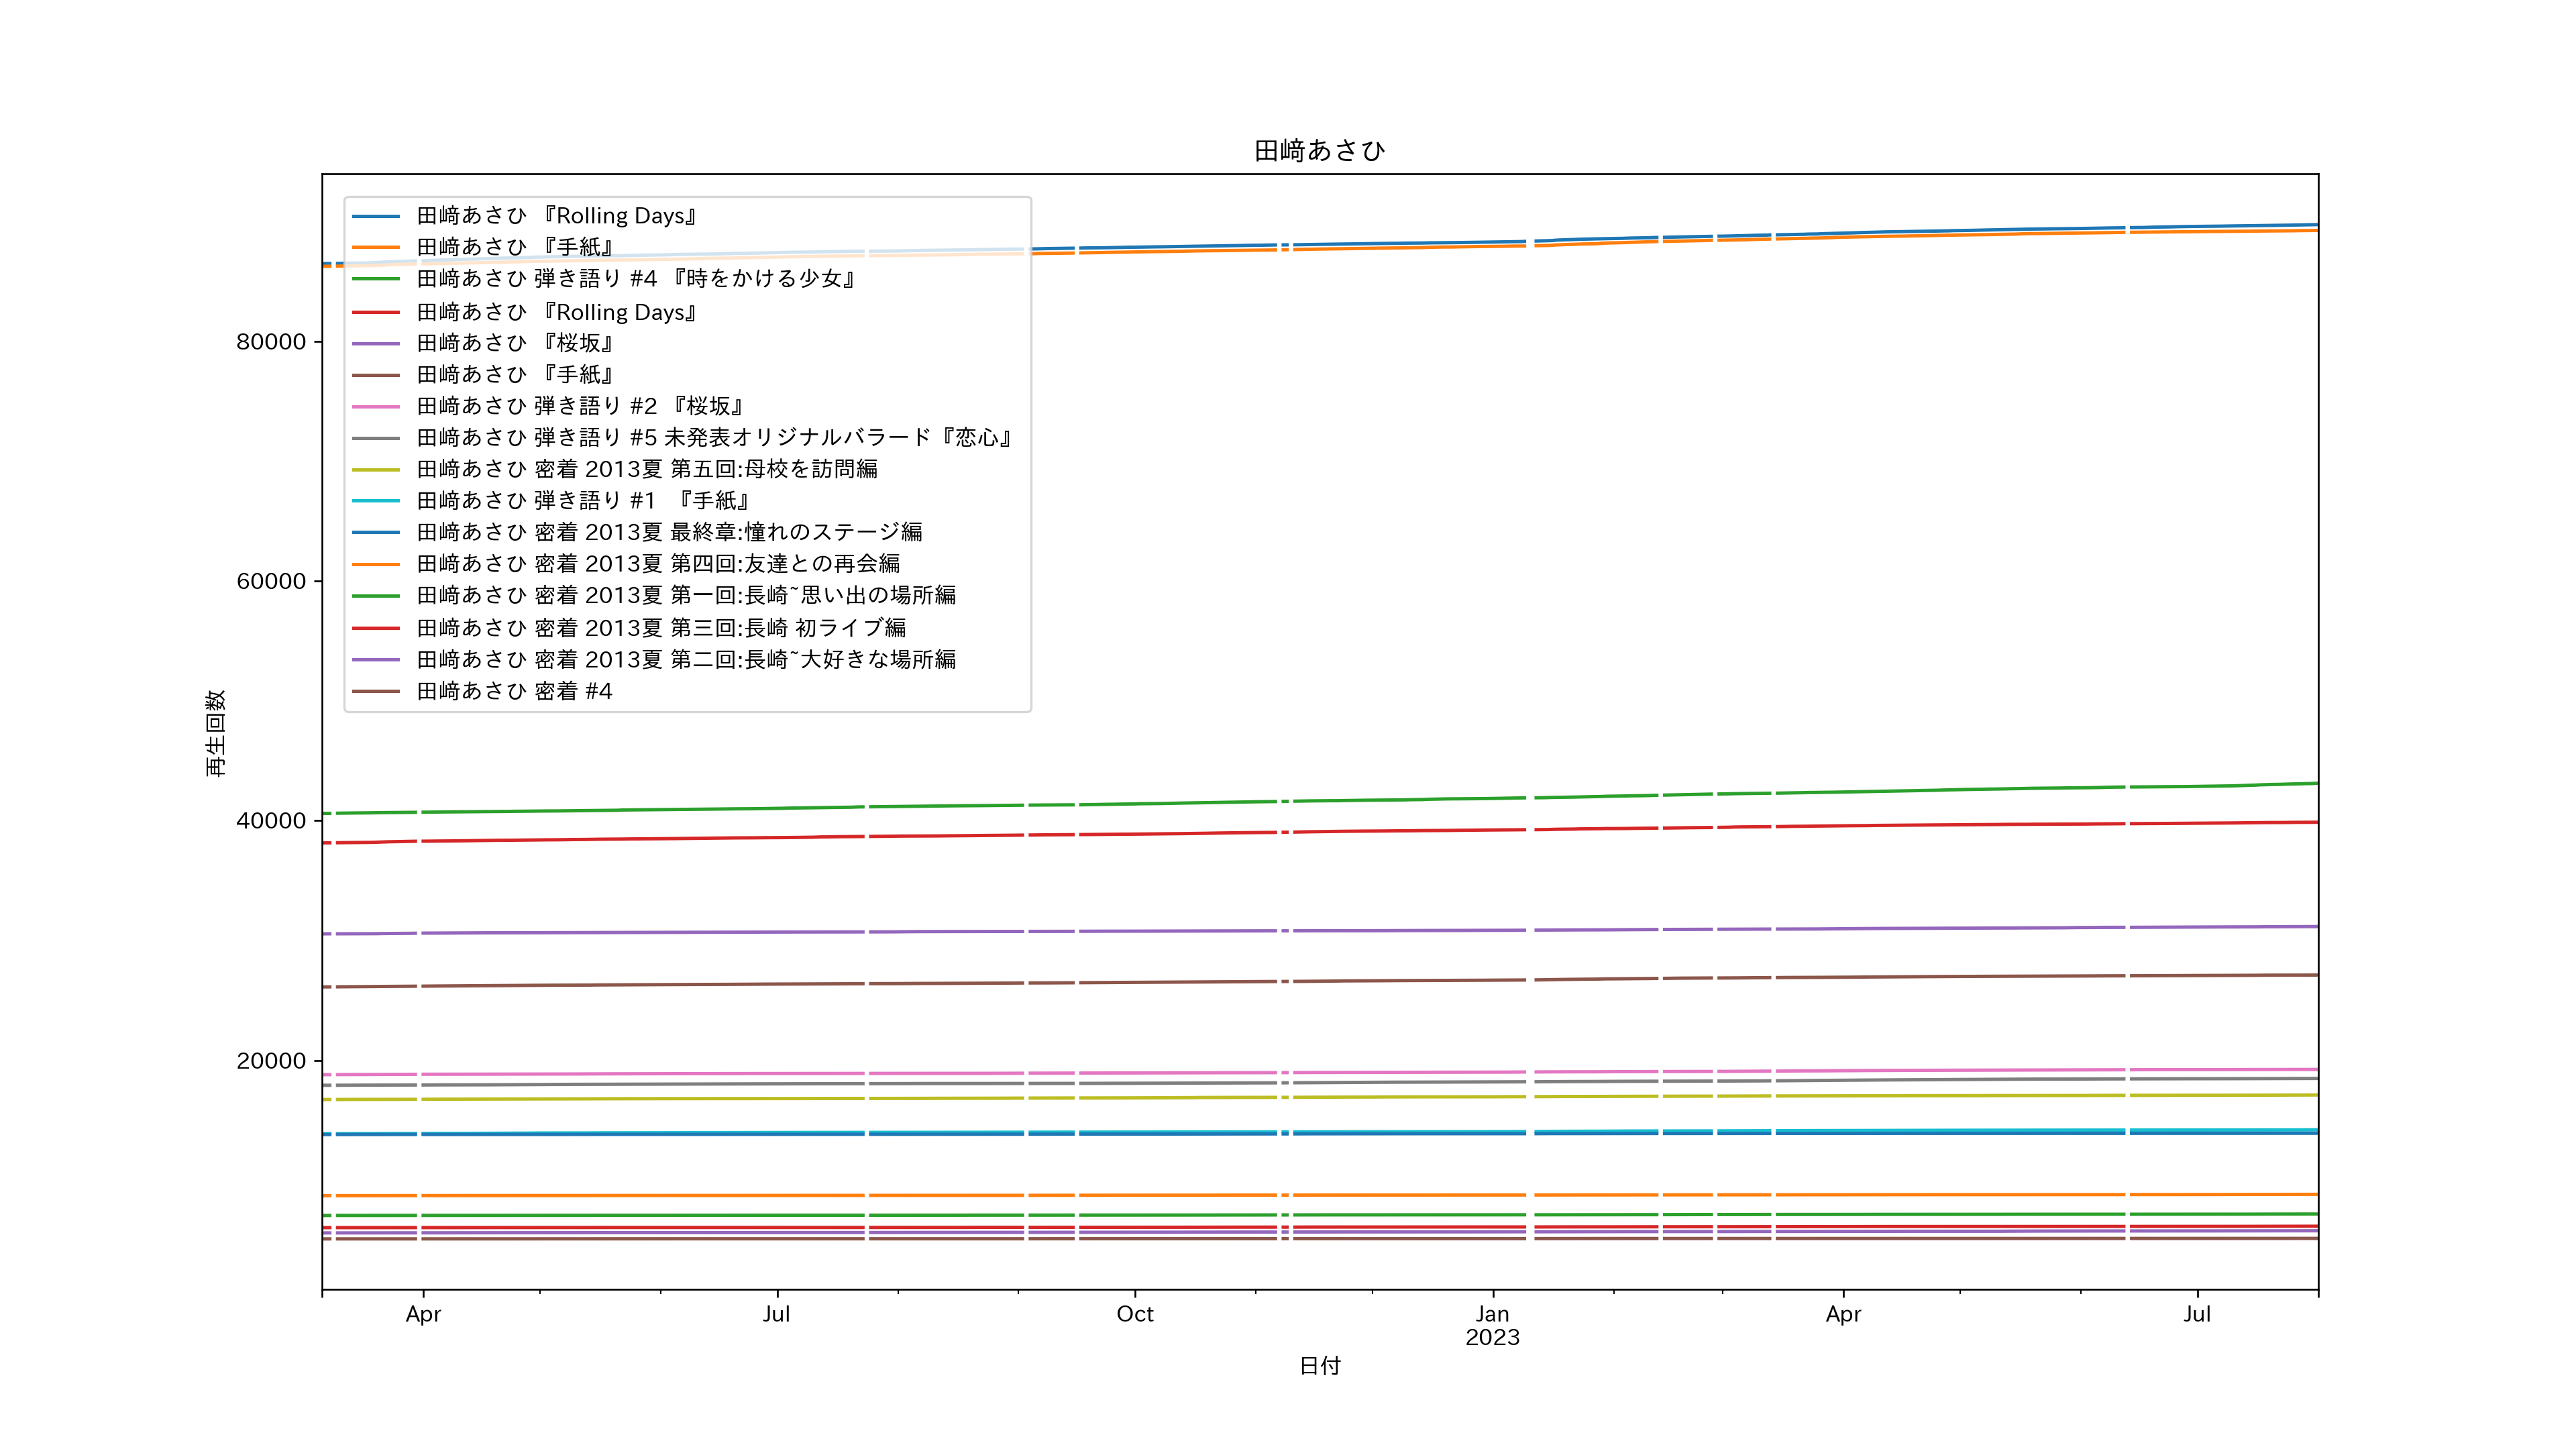 田﨑あさひ
田﨑あさひ 『Rolling Days』
田﨑あさひ 『手紙』
田﨑あさひ 弾き語り #4 『時をかける少女』
田﨑あさひ 『Rolling Days』
田﨑あさひ 『桜坂』
田﨑あさひ 『手紙』
田﨑あさひ 弾き語り #2 『桜坂』
田﨑あさひ 弾き語り #5 未発表オリジナルバラード『恋心』
田﨑あさひ 密着 2013夏 第五回:母校を訪問編
田﨑あさひ 弾き語り #1 『手紙』
田﨑あさひ 密着 2013夏 最終章:憧れのステージ編
田﨑あさひ 密着 2013夏 第四回:友達との再会編
田﨑あさひ 密着 2013夏 第一回:長崎~思い出の場所編
田﨑あさひ 密着 2013夏 第三回:長崎 初ライブ編
田﨑あさひ 密着 2013夏 第二回:長崎~大好きな場所編
田﨑あさひ 密着 #4
80000
60000
40000
20000
再生回数
Apr Jul Oct Jan Apr Jul
2023
日付